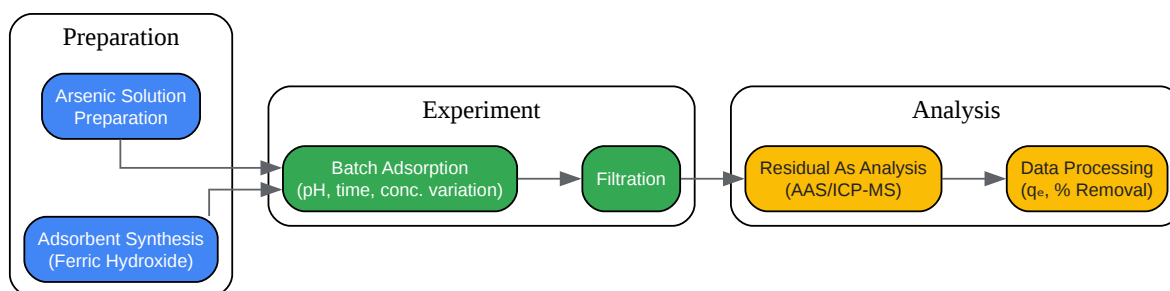 Preparation
Arsenic Solution
Preparation
Adsorbent Synthesis
(Ferric Hydroxide)
Experiment
Batch Adsorption
(pH, time, conc. variation)
Filtration
Analysis
Residual As Analysis
(AAS/ICP-MS)
Data Processing
(qₑ, % Removal)